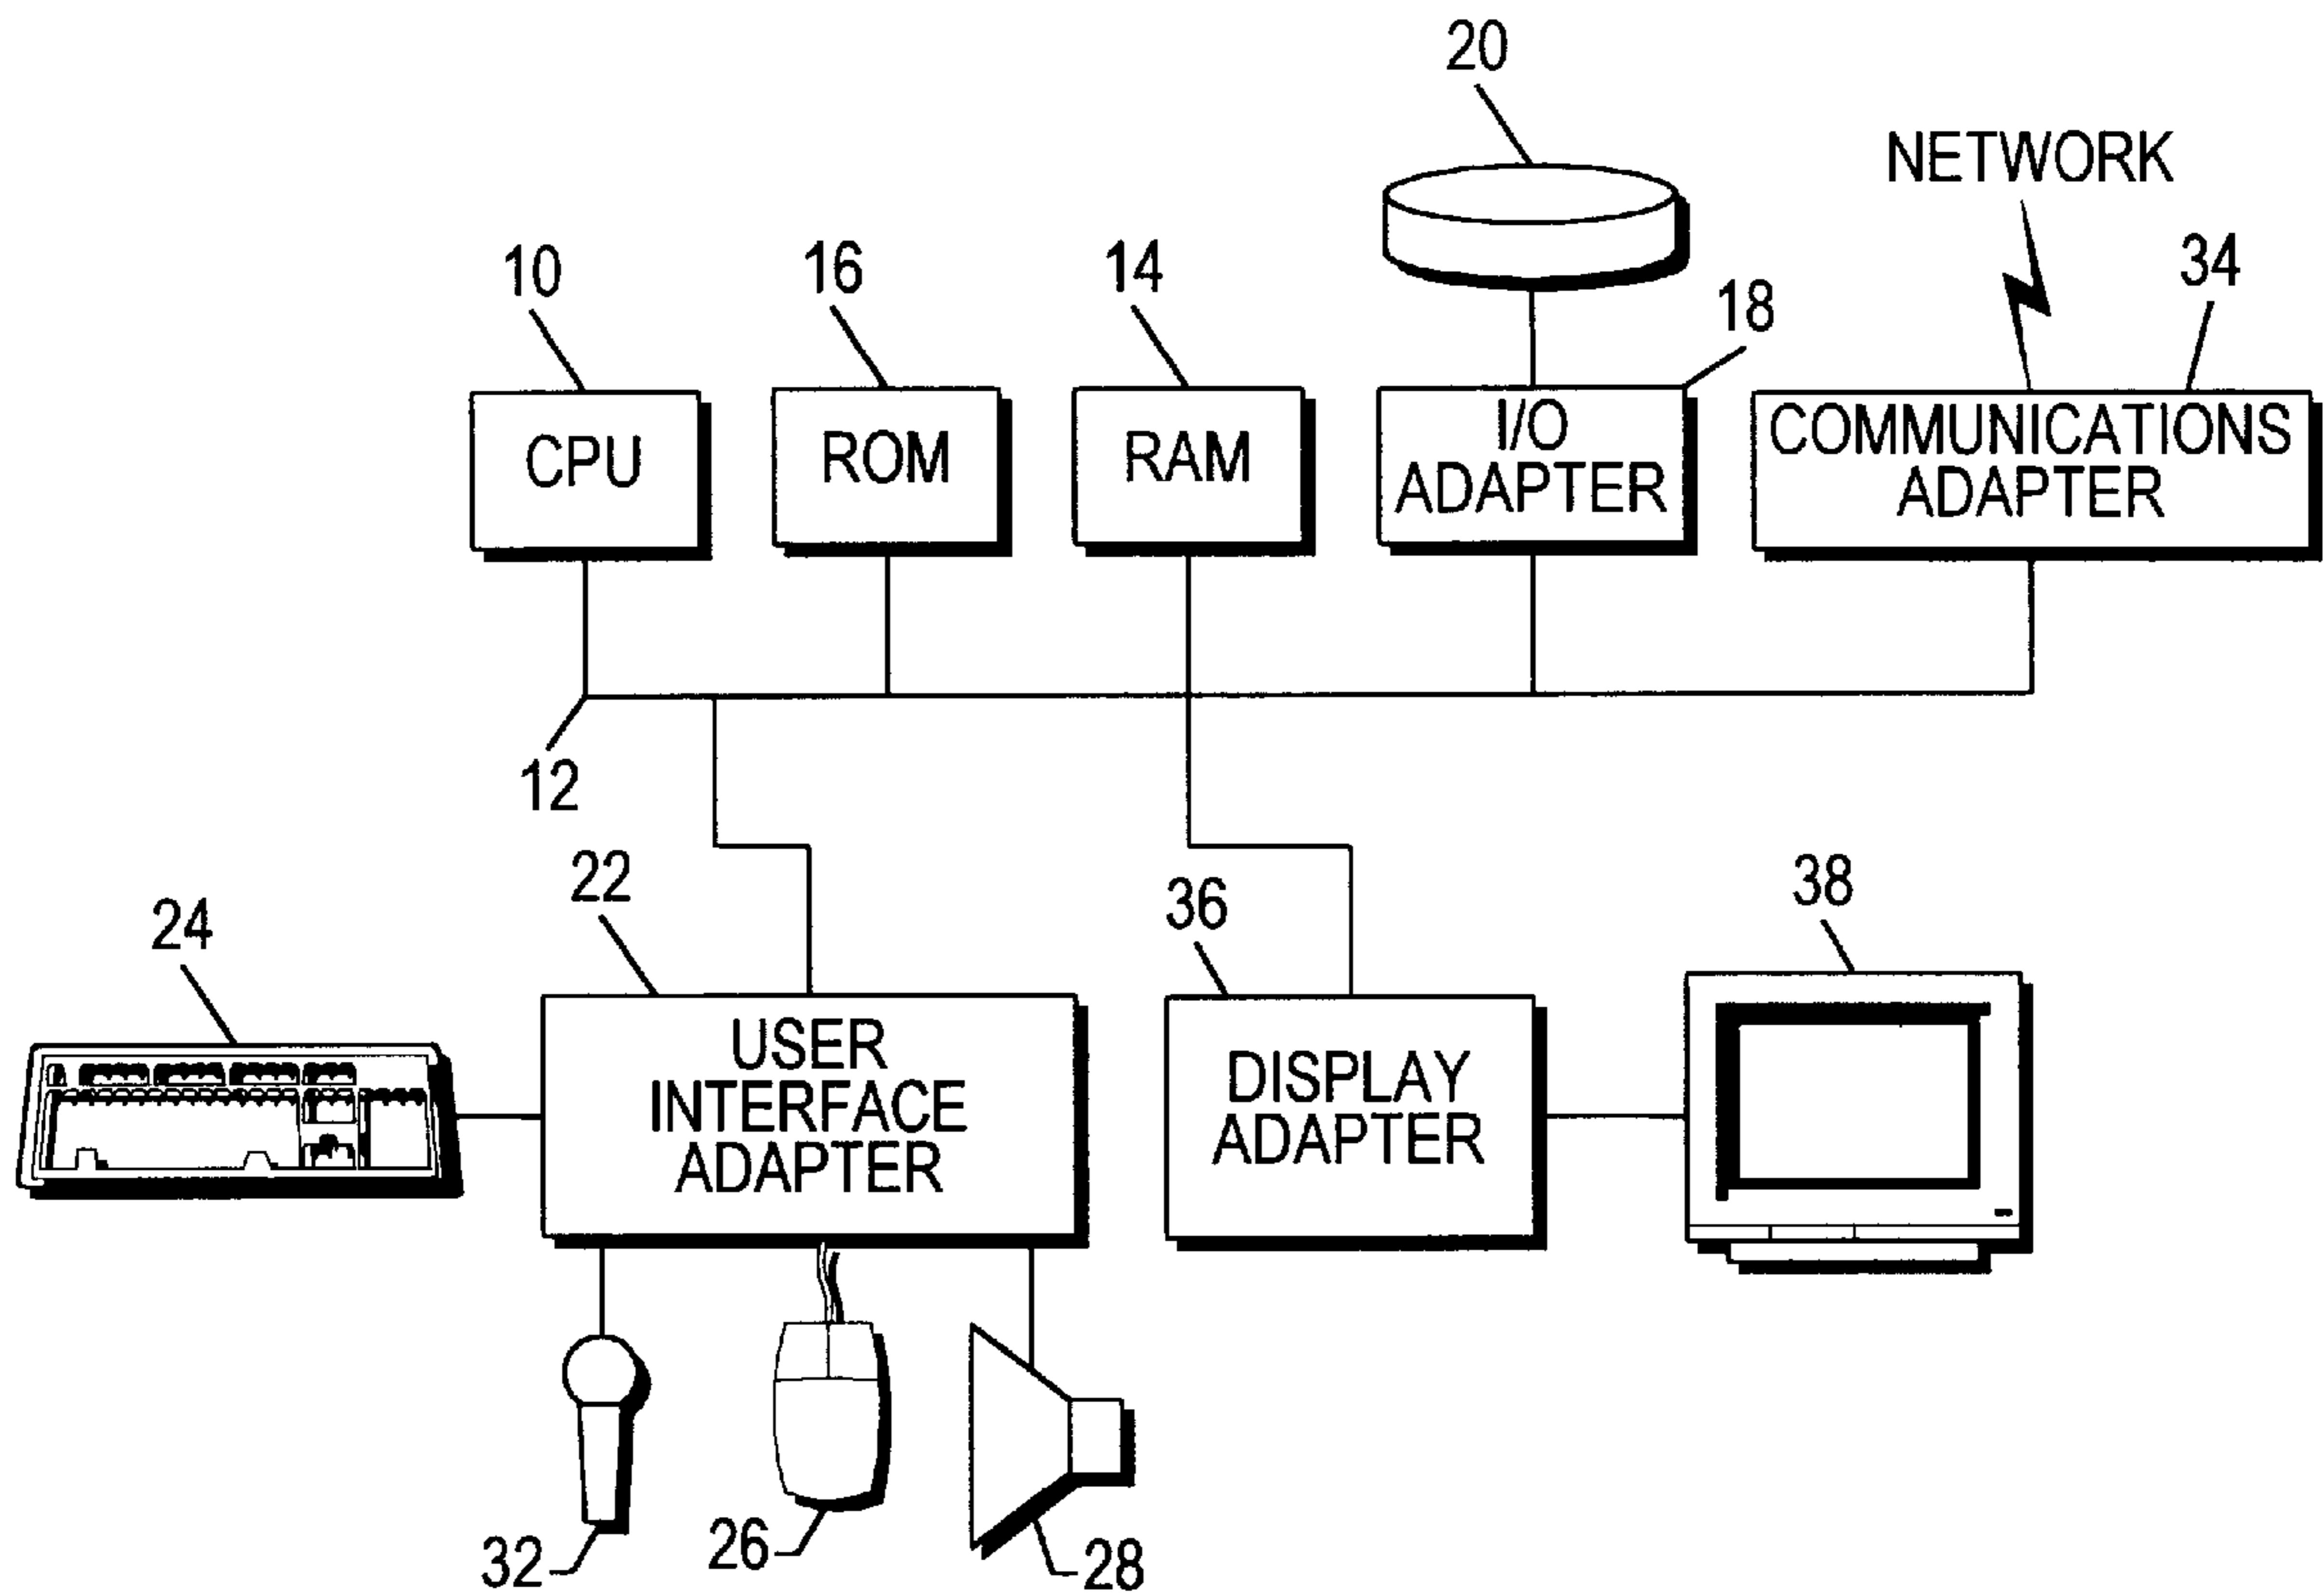 20
NETWORK
10
16
14
18
34
CPU
ROM
RAM
I/O
ADAPTER
COMMUNICATIONS
ADAPTER
12
22
36
38
24
USER
INTERFACE
ADAPTER
DISPLAY
ADAPTER
32
26
28